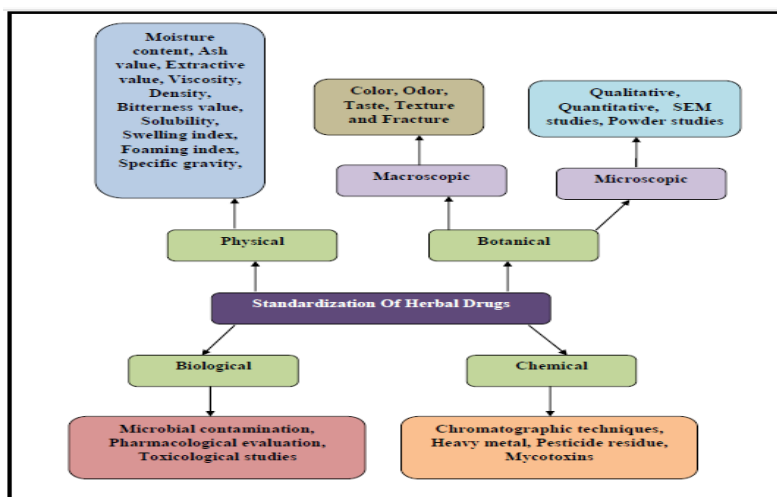 Moisture
content, Ash
value, Extractive
value, Viscosity,
Density,
Bitterness value,
Solubility,
Swelling index,
Foaming index,
Specific gravity,
Color, Odor,
Taste, Texture
and Fracture
Qualitative,
Quantitative, SEM
studies, Powder studies
Macroscopic
Microscopic
Physical
Botanical
Standardization Of Herbal Drugs
Biological
Chemical
Microbial contamination,
Pharmacological evaluation,
Toxicological studies
Chromatographic techniques,
Heavy metal, Pesticide residue,
Mycotoxins